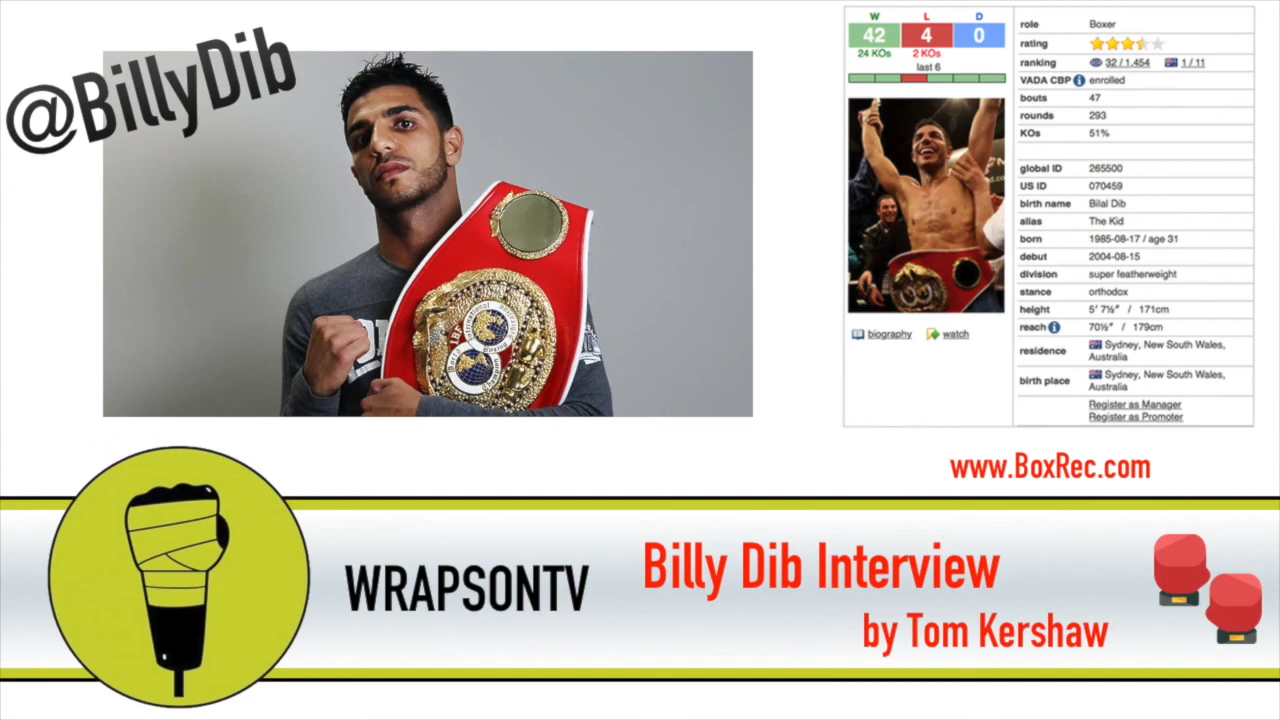 @BillyDib
W L D
42 4 0
24 KOs 2 KOs
last 6
biography watch
role Boxer
rating
ranking 32 / 1,454 1 / 11
VADA CBP i enrolled
bouts 47
rounds 293
KOs 51%
global ID 265500
US ID 070459
birth name Bilal Dib
alias The Kid
born 1985-08-17 / age 31
debut 2004-08-15
division super featherweight
stance orthodox
height 5′ 7½″ / 171cm
reach i 70½″ / 179cm
residence Sydney, New South Wales,
Australia
birth place Sydney, New South Wales,
Australia
Register as Manager
Register as Promoter
www.BoxRec.com
WRAPSONTV
Billy Dib Interview
by Tom Kershaw